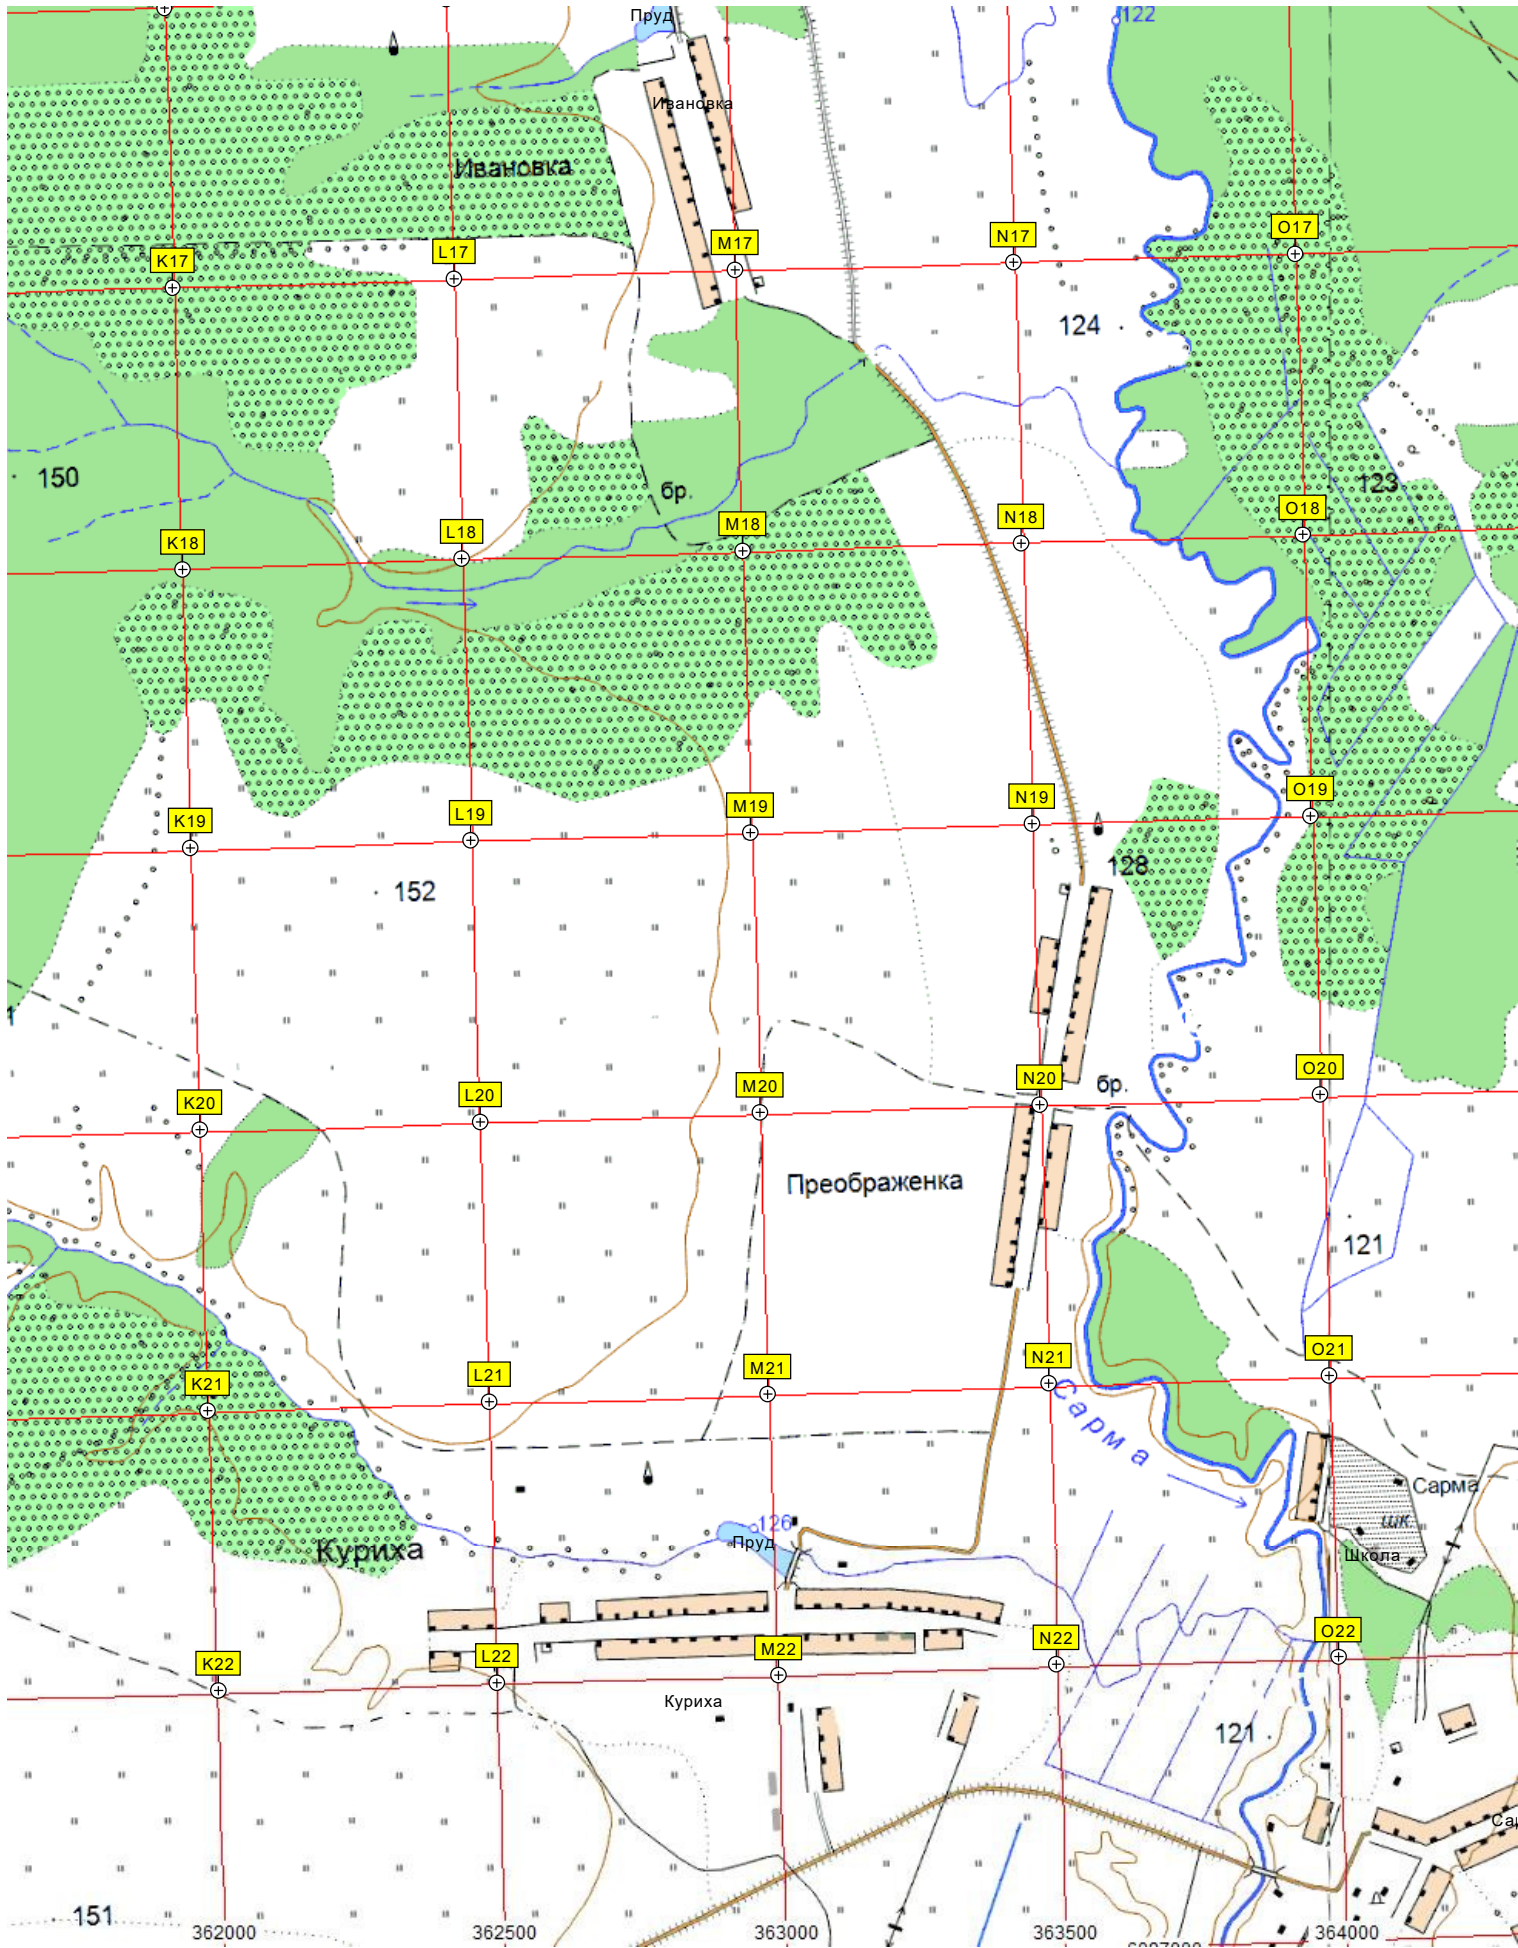 Пруд
122
Ивановка
Ивановка
K17
L17
M17
N17
O17
124
150
бр.
123
K18
L18
M18
N18
O18
K19
L19
M19
N19
O19
128
152
K20
L20
M20
N20
O20
бр.
Преображенка
121
K21
L21
M21
N21
O21
Сарма
Сарма
шк.
Школа
126
Пруд
Куриха
K22
L22
M22
N22
O22
Куриха
121
151
362000
362500
363000
363500
364000